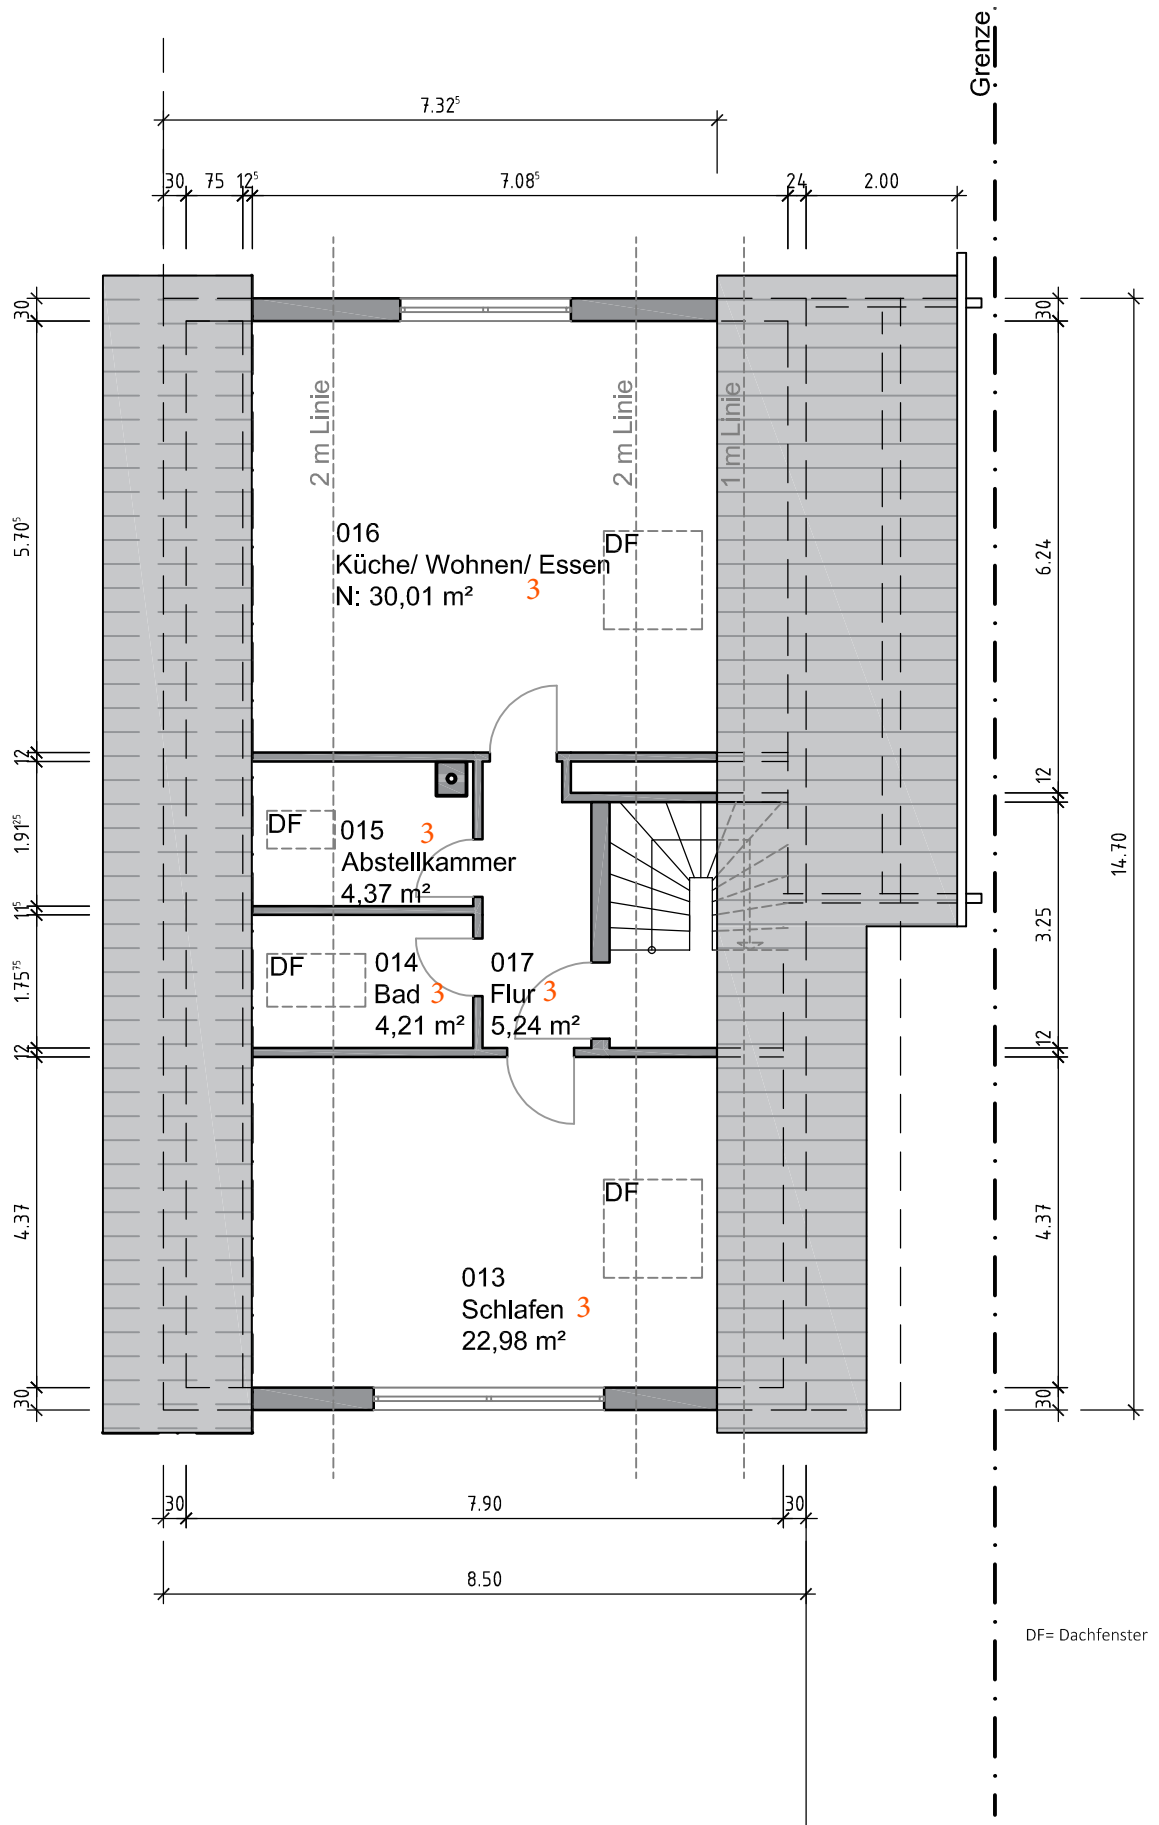 Grenze
7.32⁵
30 75 12⁵ 7.08⁵ 24 2.00
30
30
2 m Linie
2 m Linie
1 m Linie
5.70⁵
016
Küche/ Wohnen/ Essen
N: 30,01 m² 3
DF
6.24
14.70
12
12
1.91²⁵
DF
015 3
Abstellkammer
4,37 m²
11⁵
3.25
1.75⁷⁵
DF
014
Bad 3
4,21 m²
017
Flur 3
5,24 m²
12
12
DF
4.37
4.37
013
Schlafen 3
22,98 m²
30
30
30 7.90 30
8.50
DF= Dachfenster